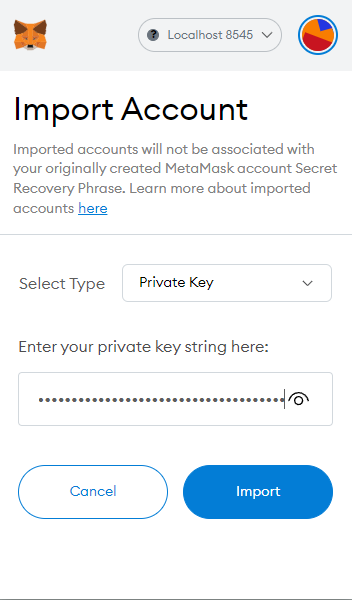 Localhost 8545
Import Account
Imported accounts will not be associated with
your originally created MetaMask account Secret
Recovery Phrase. Learn more about imported
accounts here
Select Type
Private Key
Enter your private key string here:
Cancel
Import